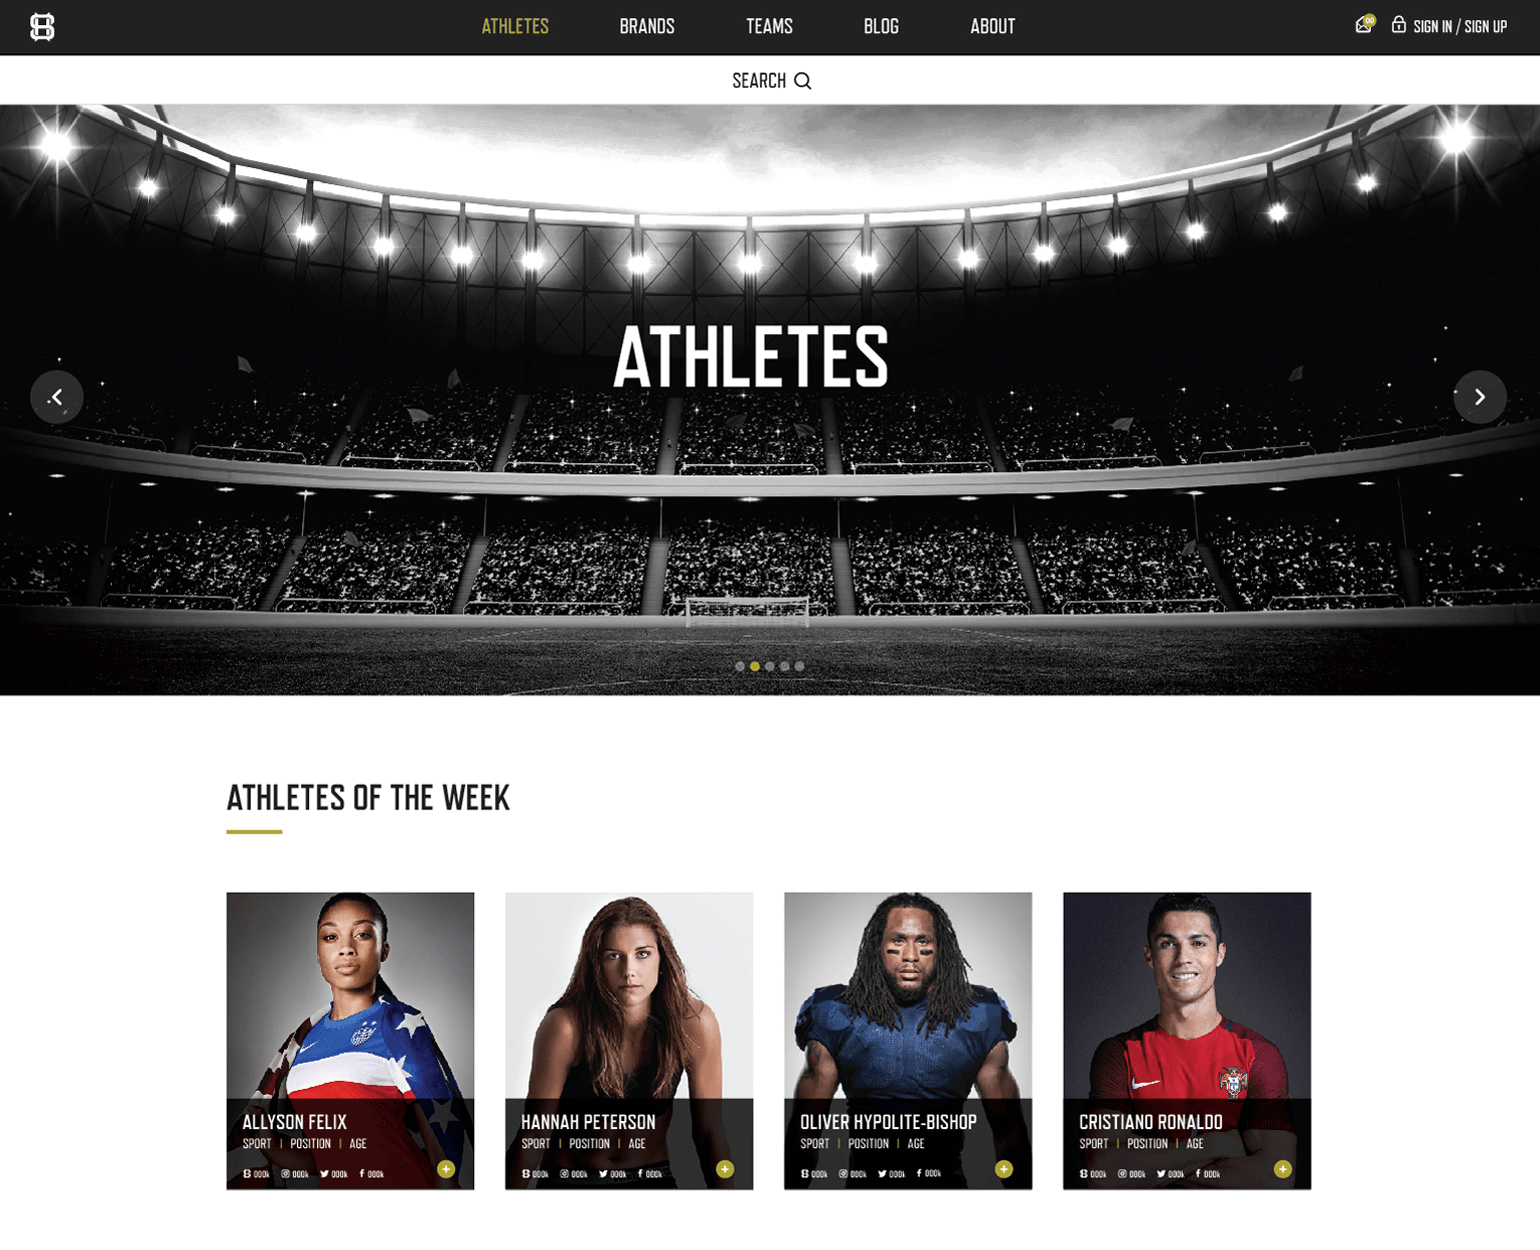 ATHLETES BRANDS TEAMS BLOG ABOUT 00 SIGN IN / SIGN UP
SEARCH
ATHLETES
ATHLETES OF THE WEEK
ALLYSON FELIX
SPORT | POSITION | AGE
000k 000k 000k 000k
HANNAH PETERSON
SPORT | POSITION | AGE
000k 000k 000k 000k
OLIVER HYPOLITE-BISHOP
SPORT | POSITION | AGE
000k 000k 000k 000k
CRISTIANO RONALDO
SPORT | POSITION | AGE
000k 000k 000k 000k